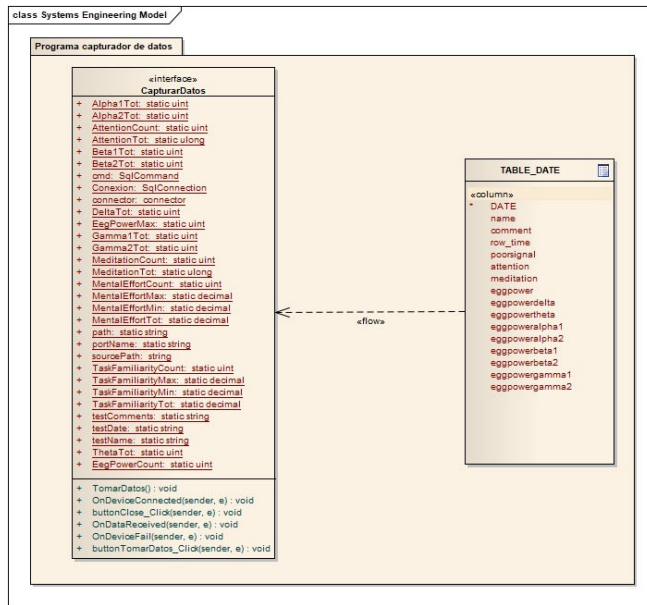 class Systems Engineering Model
Programa capturador de datos
«interface»
CapturarDatos
+ Alpha1Tot: static uint
+ Alpha2Tot: static uint
+ AttentionCount: static uint
+ AttentionTot: static ulong
+ Beta1Tot: static uint
+ Beta2Tot: static uint
+ cmd: SqlCommand
+ Conexion: SqlConnection
+ connector: connector
+ DeltaTot: static uint
+ EegPowerMax: static uint
+ Gamma1Tot: static uint
+ Gamma2Tot: static uint
+ MeditationCount: static uint
+ MeditationTot: static ulong
+ MentalEffortCount: static uint
+ MentalEffortMax: static decimal
+ MentalEffortMin: static decimal
+ MentalEffortTot: static decimal
+ path: static string
+ portName: static string
+ sourcePath: string
+ TaskFamiliarityCount: static uint
+ TaskFamiliarityMax: static decimal
+ TaskFamiliarityMin: static decimal
+ TaskFamiliarityTot: static decimal
+ testComments: static string
+ testDate: static string
+ testName: static string
+ ThetaTot: static uint
+ EegPowerCount: static uint
+ TomarDatos() : void
+ OnDeviceConnected(sender, e) : void
+ buttonClose_Click(sender, e) : void
+ OnDataReceived(sender, e) : void
+ OnDeviceFail(sender, e) : void
+ buttonTomarDatos_Click(sender, e) : void
«flow»
TABLE_DATE
«column»
* DATE
name
comment
row_time
poorsignal
attention
meditation
eggpower
eggpowerdelta
eggpowertheta
eggpoweralpha1
eggpoweralpha2
eggpowerbeta1
eggpowerbeta2
eggpowergamma1
eggpowergamma2